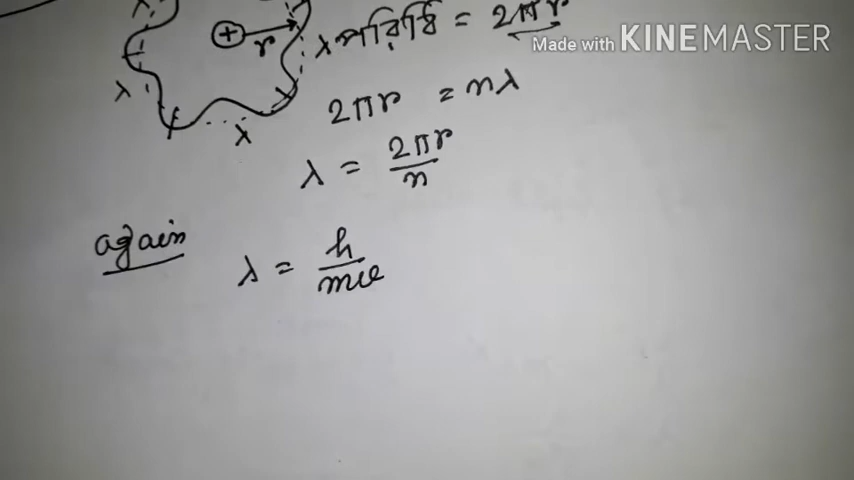 λ
+
r
λ
λ
λ
পরিধি = 2πr
Made with KINEMASTER
2πr = nλ
λ = 2πr/n
again
λ = h/mv